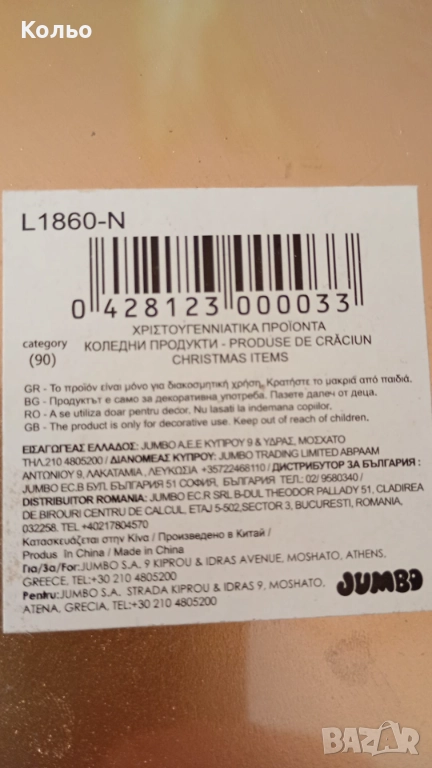 Кольо
L1860-N
0 428123 000033
category
(90)
ΧΡΙΣΤΟΥΓΕΝΝΙΑΤΙΚΑ ΠΡΟΪΟΝΤΑ
КОЛЕДНИ ПРОДУКТИ - PRODUSE DE CRĂCIUN
CHRISTMAS ITEMS
GR - Το προϊόν είναι μόνο για διακοσμητική χρήση. Κρατήστε το μακριά από παιδιά.
BG - Продуктът е само за декоративна употреба. Пазете далеч от деца.
RO - A se utiliza doar pentru decor. Nu lasati la indemana copiilor.
GB - The product is only for decorative use. Keep out of reach of children.
ΕΙΣΑΓΩΓΕΑΣ ΕΛΛΑΔΟΣ: JUMBO A.E.E ΚΥΠΡΟΥ 9 & ΥΔΡΑΣ, ΜΟΣΧΑΤΟ
ΤΗΛ.210 4805200 / ΔΙΑΝΟΜΕΑΣ ΚΥΠΡΟΥ: JUMBO TRADING LIMITED ΑΒΡΑΑΜ
ΑΝΤΩΝΙΟΥ 9, ΛΑΚΑΤΑΜΙΑ, ΛΕΥΚΩΣΙΑ +35722468110 / ДИСТРИБУТОР ЗА БЪЛГАРИЯ:
JUMBO EC.B БУЛ. БЪЛГАРИЯ 51 СОФИЯ, БЪЛГАРИЯ ТЕЛ.: 02/ 9580340 /
DISTRIBUITOR ROMANIA: JUMBO EC.R SRL B-DUL THEODOR PALLADY 51, CLADIREA
DE BIROURI CENTRU DE CALCUL, ETAJ 5-502,SECTOR 3, BUCURESTI, ROMANIA,
032258, TEL +40217804570
Κατασκευάζεται στην Κίνα / Произведено в Китай /
Produs In China / Made in China
Για/За/For:JUMBO S.A. 9 KIPROU & IDRAS AVENUE, MOSHATO, ATHENS,
GREECE, TEL:+30 210 4805200
Pentru:JUMBO S.A. STRADA KIPROU & IDRAS 9, MOSHATO,
ATENA, GRECIA, TEL:+30 210 4805200
JUMBO
BAZAR
bg